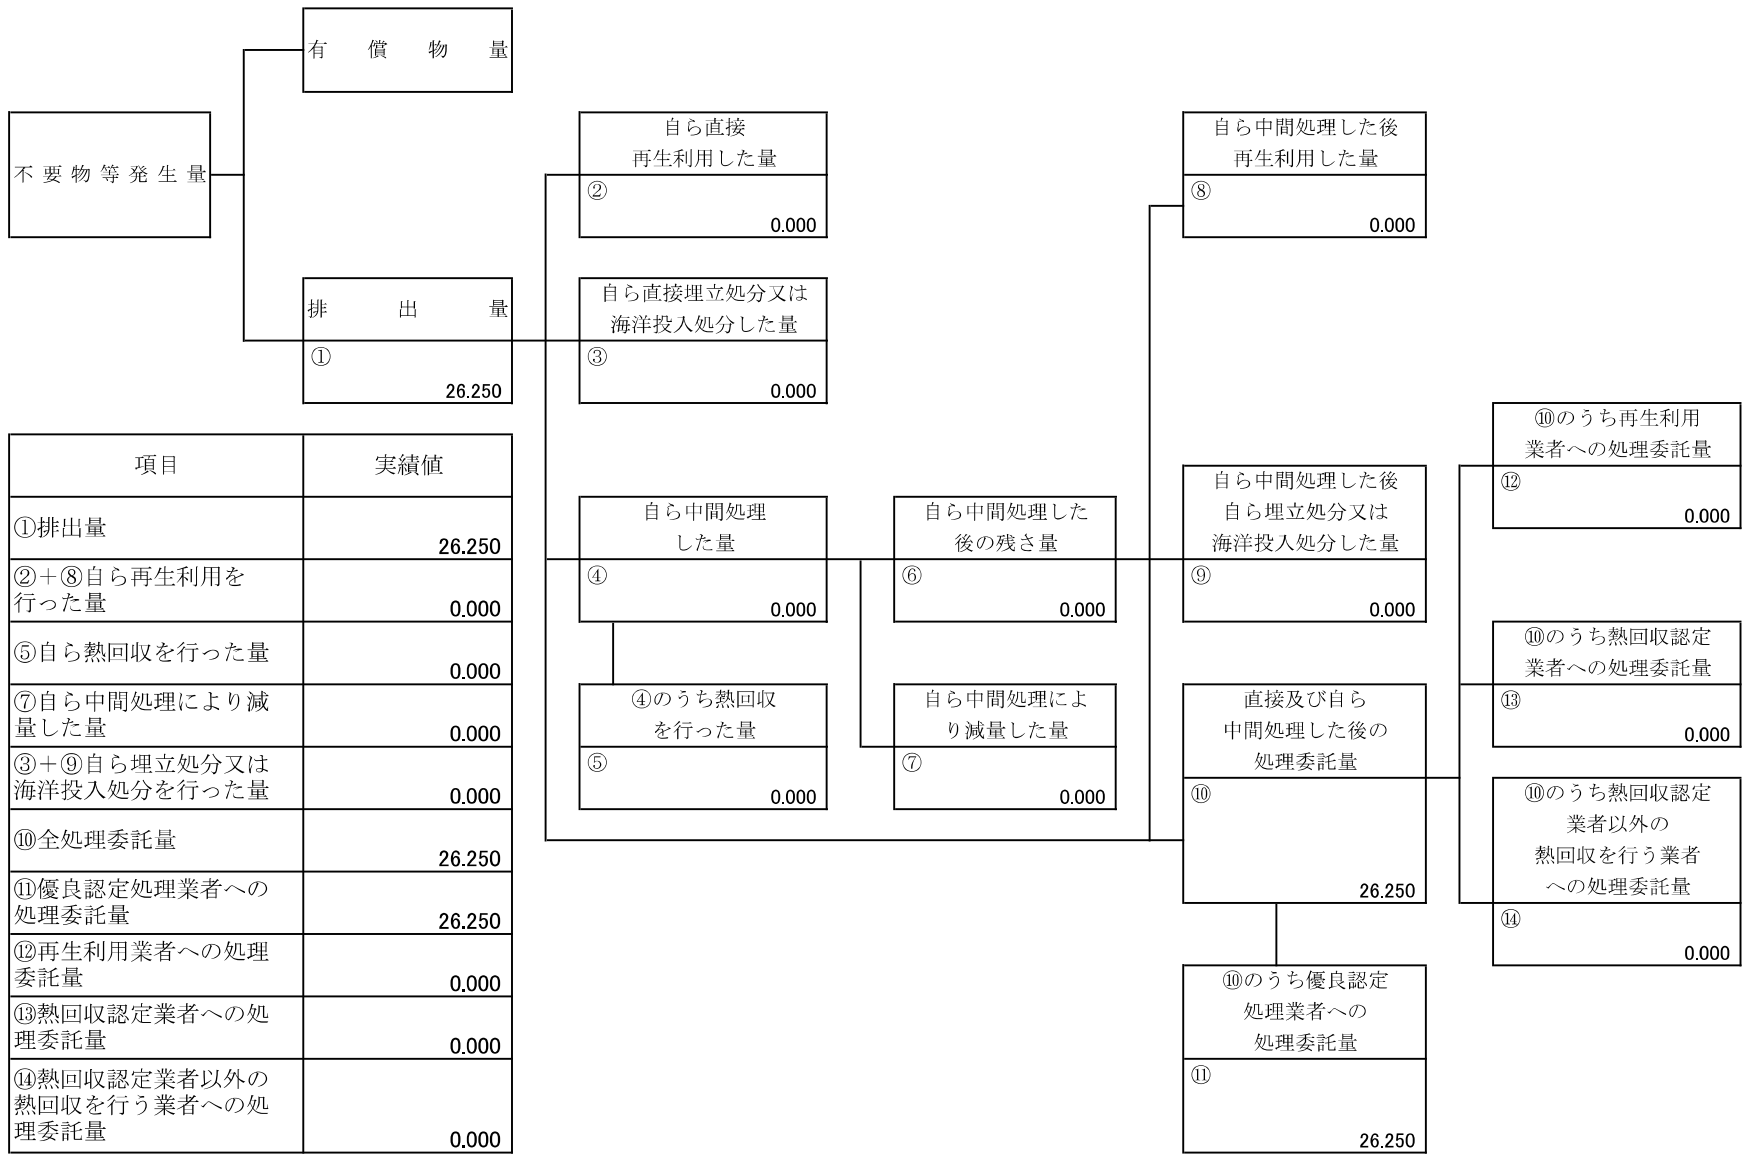 有償物量
不要物等発生量
自ら直接
再生利用した量
②
0.000
自ら中間処理した後
再生利用した量
⑧
0.000
排出量
①
26.250
自ら直接埋立処分又は
海洋投入処分した量
③
0.000
項目 実績値
①排出量
26.250
②＋⑧自ら再生利用を
行った量
0.000
⑤自ら熱回収を行った量
0.000
⑦自ら中間処理により減
量した量
0.000
③＋⑨自ら埋立処分又は
海洋投入処分を行った量
0.000
⑩全処理委託量
26.250
⑪優良認定処理業者への
処理委託量
26.250
⑫再生利用業者への処理
委託量
0.000
⑬熱回収認定業者への処
理委託量
0.000
⑭熱回収認定業者以外の
熱回収を行う業者への処
理委託量
0.000
自ら中間処理
した量
④
0.000
④のうち熱回収
を行った量
⑤
0.000
自ら中間処理した
後の残さ量
⑥
0.000
自ら中間処理によ
り減量した量
⑦
0.000
自ら中間処理した後
自ら埋立処分又は
海洋投入処分した量
⑨
0.000
直接及び自ら
中間処理した後の
処理委託量
⑩
26.250
⑩のうち優良認定
処理業者への
処理委託量
⑪
26.250
⑩のうち再生利用
業者への処理委託量
⑫
0.000
⑩のうち熱回収認定
業者への処理委託量
⑬
0.000
⑩のうち熱回収認定
業者以外の
熱回収を行う業者
への処理委託量
⑭
0.000